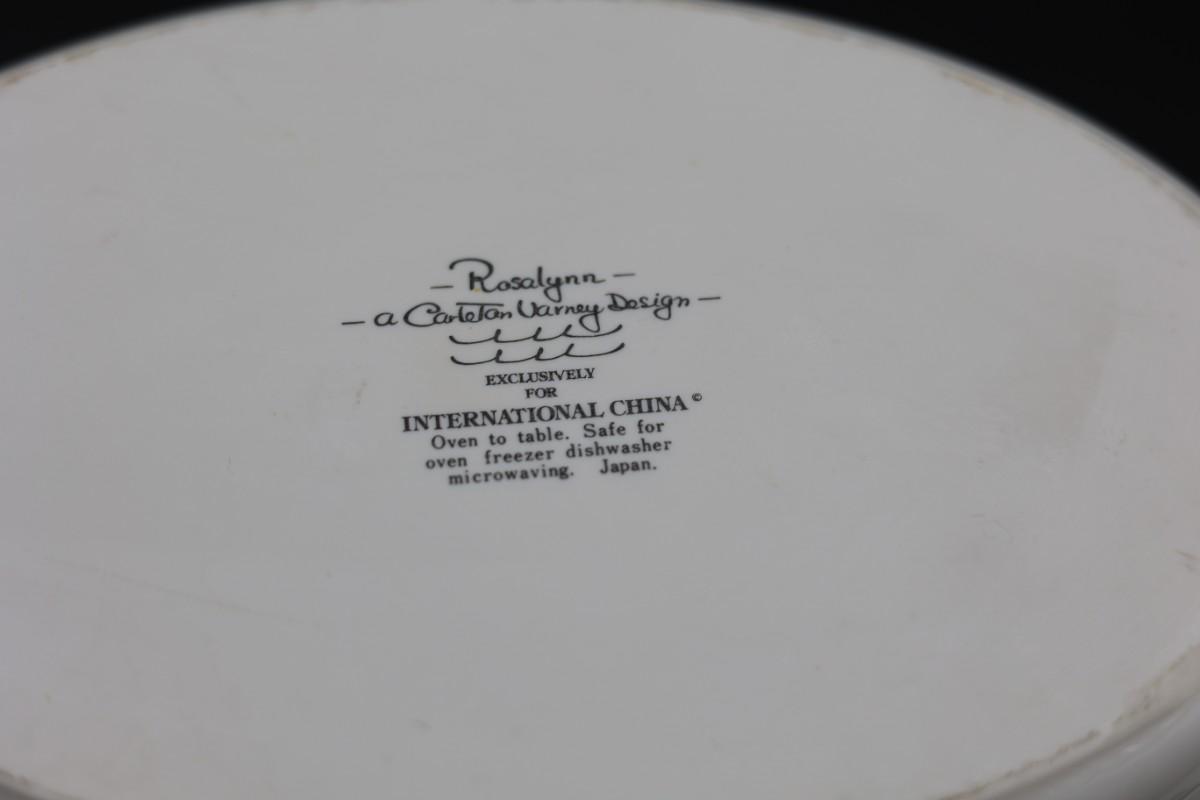 - Rosalynn -
- a Carleton Varney Design -
EXCLUSIVELY
FOR
INTERNATIONAL CHINA ©
Oven to table. Safe for
oven freezer dishwasher
microwaving. Japan.